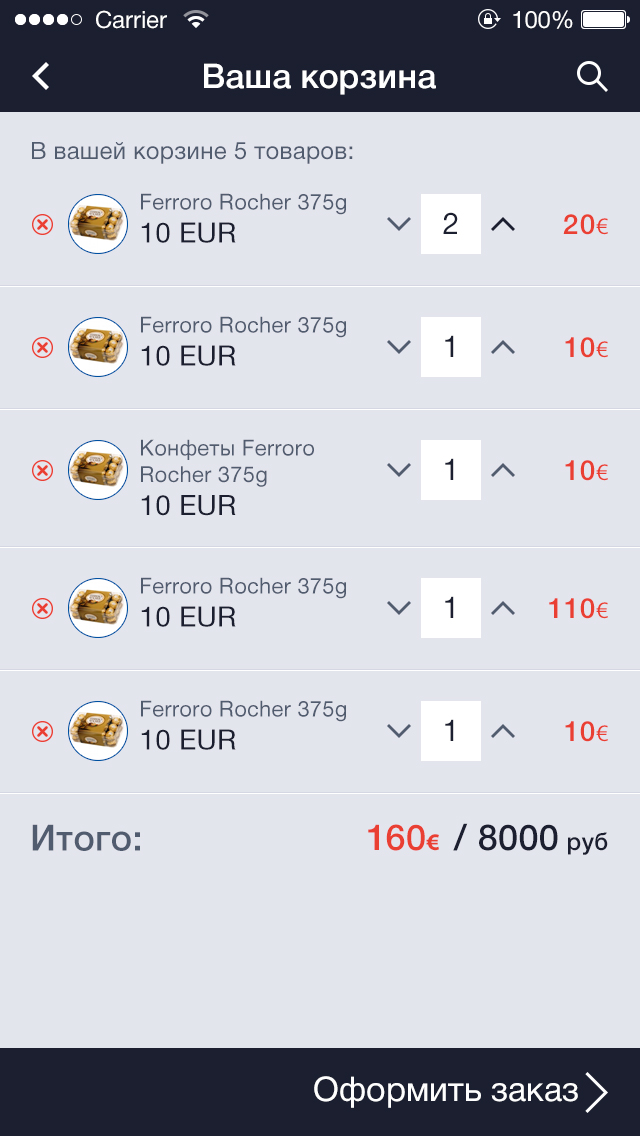 Carrier 100%
Ваша корзина
В вашей корзине 5 товаров:
Ferroro Rocher 375g
10 EUR
2
20€
Ferroro Rocher 375g
10 EUR
1
10€
Конфеты Ferroro
Rocher 375g
10 EUR
1
10€
Ferroro Rocher 375g
10 EUR
1
110€
Ferroro Rocher 375g
10 EUR
1
10€
Итого: 160€ / 8000 руб
Оформить заказ